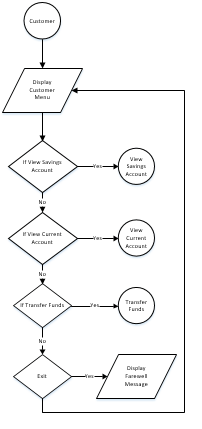 Customer
Display
Customer
Menu
If View Savings
Account
Yes
View
Savings
Account
No
If View Current
Account
Yes
View
Current
Account
No
If Transfer Funds
Yes
Transfer
Funds
No
Exit
Yes
Display
Farewell
Message